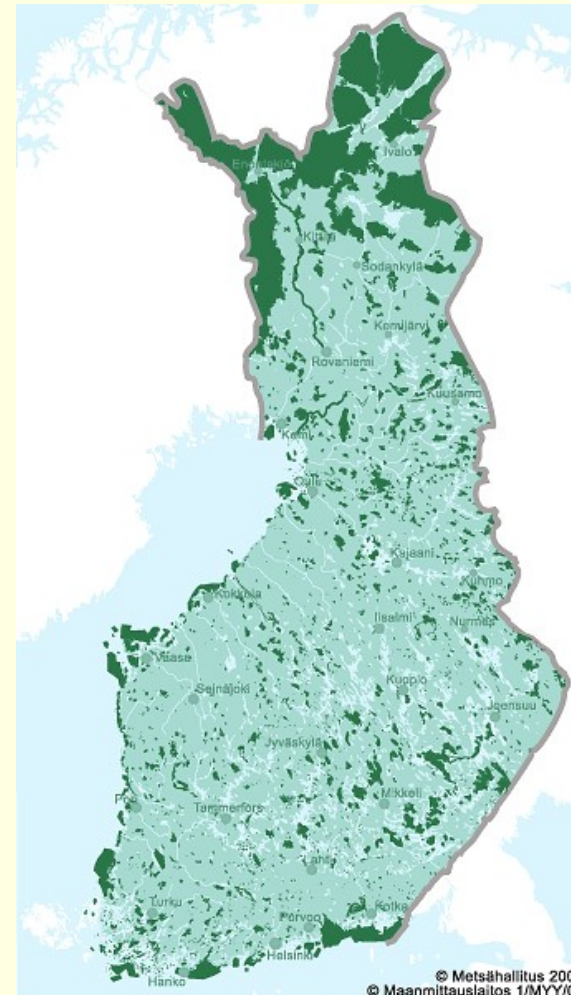 Ivalo
Enontekiö
Kittilä
Sodankylä
Kemijärvi
Rovaniemi
Kuusamo
Kemi
Oulu
Kajaani
Kuhmo
Kokkola
Iisalmi
Nurmes
Vaasa
Kuopio
Seinäjoki
Joensuu
Jyväskylä
Mikkeli
Pori
Tammerfors
Lahti
Turku
Kotka
Porvoo
Helsinki
Hanko
© Metsähallitus 200
© Maanmittauslaitos 1/MYY/0